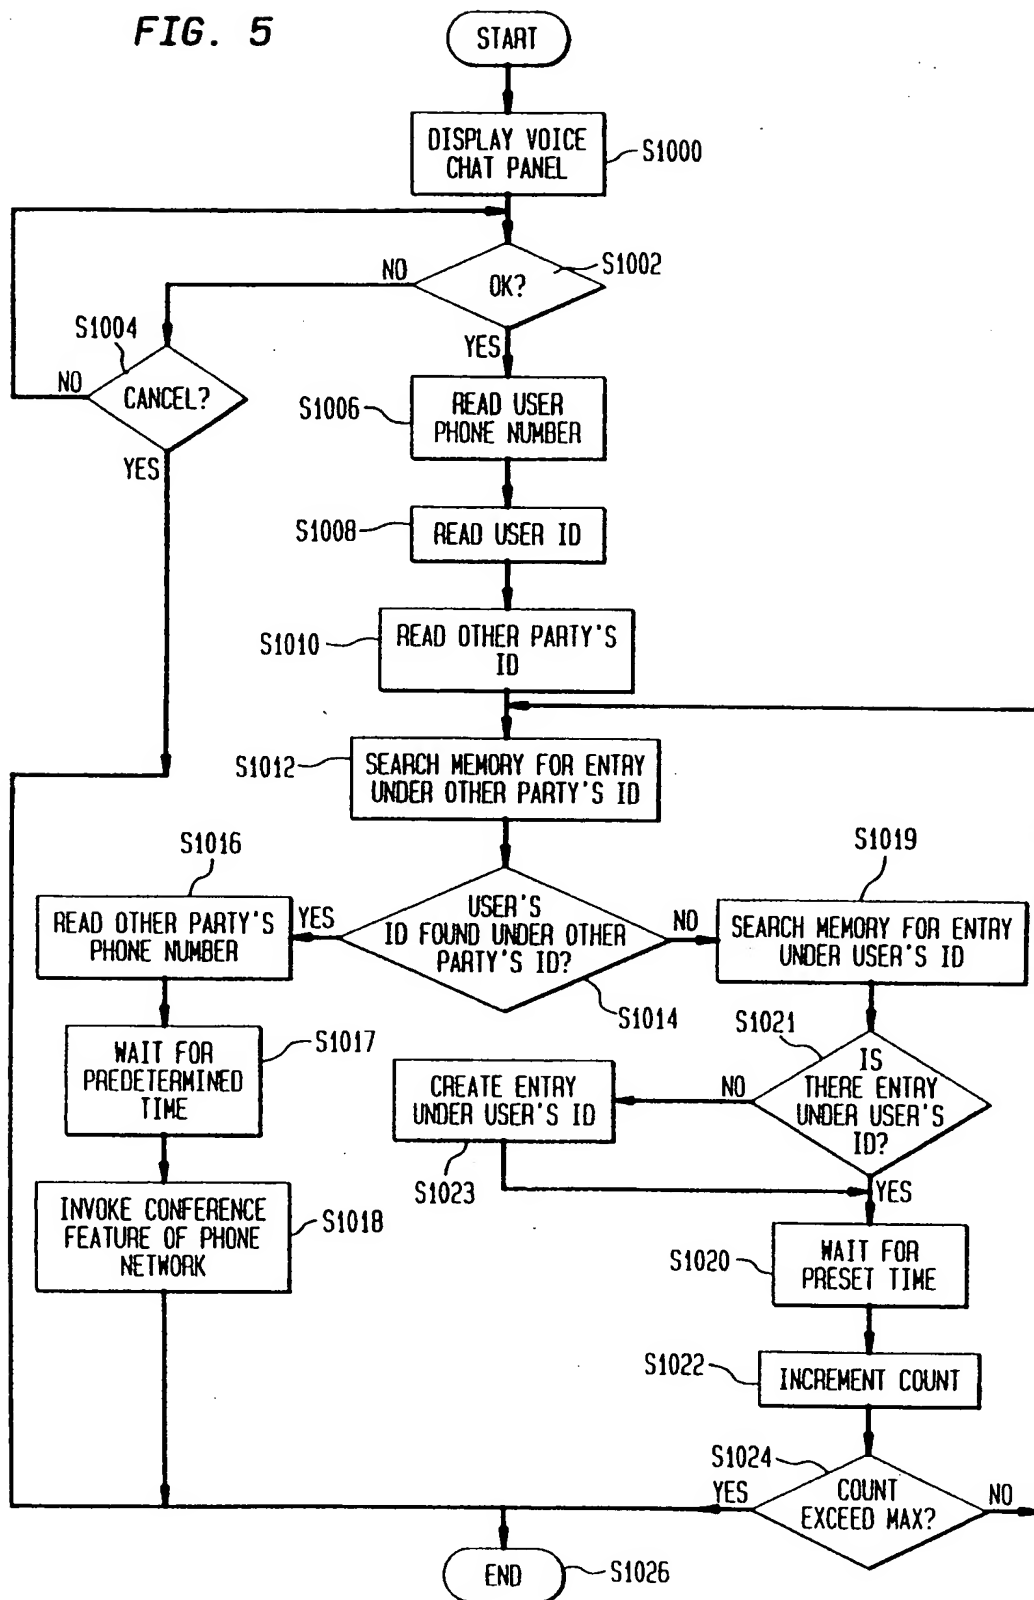 FIG. 5
START
DISPLAY VOICE
CHAT PANEL
S1000
NO
S1002
OK?
S1004
YES
NO
CANCEL?
S1006
READ USER
PHONE NUMBER
YES
S1008
READ USER ID
S1010
READ OTHER PARTY'S
ID
S1012
SEARCH MEMORY FOR ENTRY
UNDER OTHER PARTY'S ID
S1016
S1019
READ OTHER PARTY'S
PHONE NUMBER
YES
USER'S
ID FOUND UNDER OTHER
PARTY'S ID?
NO
SEARCH MEMORY FOR ENTRY
UNDER USER'S ID
S1014
S1021
WAIT FOR
PREDETERMINED
TIME
S1017
CREATE ENTRY
UNDER USER'S ID
NO
IS
THERE ENTRY
UNDER USER'S
ID?
S1023
YES
INVOKE CONFERENCE
FEATURE OF PHONE
NETWORK
S1018
S1020
WAIT FOR
PRESET TIME
S1022
INCREMENT COUNT
S1024
YES
COUNT
EXCEED MAX?
NO
END
S1026